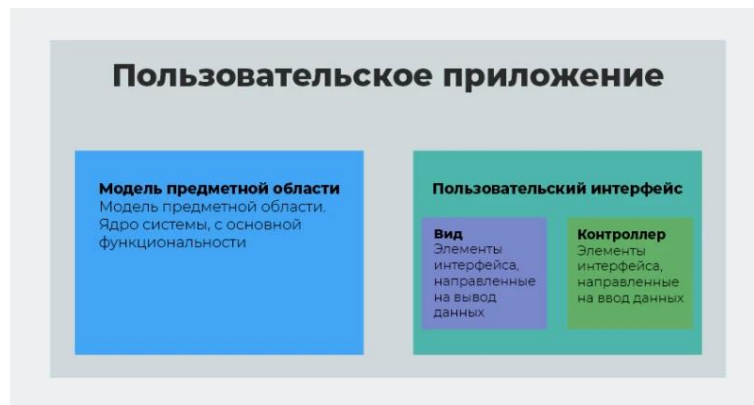 Пользовательское приложение
Модель предметной области
Модель предметной области.
Ядро системы, с основной
функциональности
Пользовательский интерфейс
Вид
Элементы
интерфейса,
направленные
на вывод
данных
Контроллер
Элементы
интерфейса,
направленные
на ввод данных